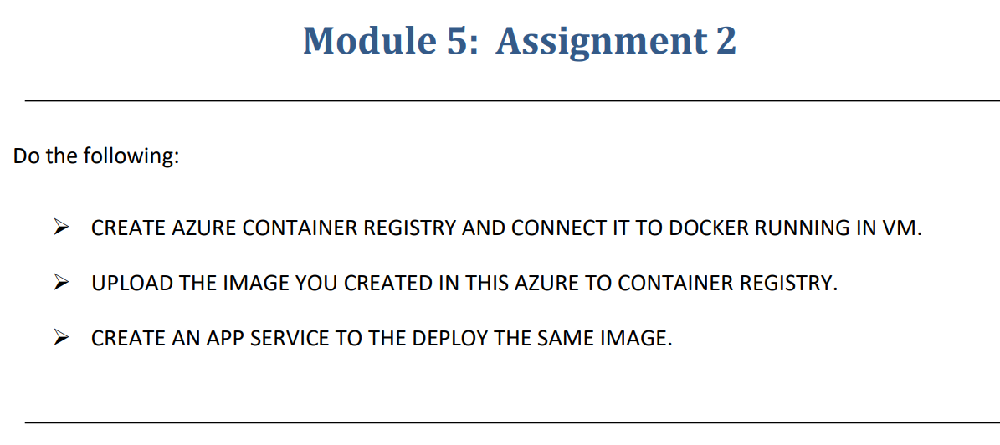 Module 5:  Assignment 2
Do the following:
➢ CREATE AZURE CONTAINER REGISTRY AND CONNECT IT TO DOCKER RUNNING IN VM.
➢ UPLOAD THE IMAGE YOU CREATED IN THIS AZURE TO CONTAINER REGISTRY.
➢ CREATE AN APP SERVICE TO THE DEPLOY THE SAME IMAGE.